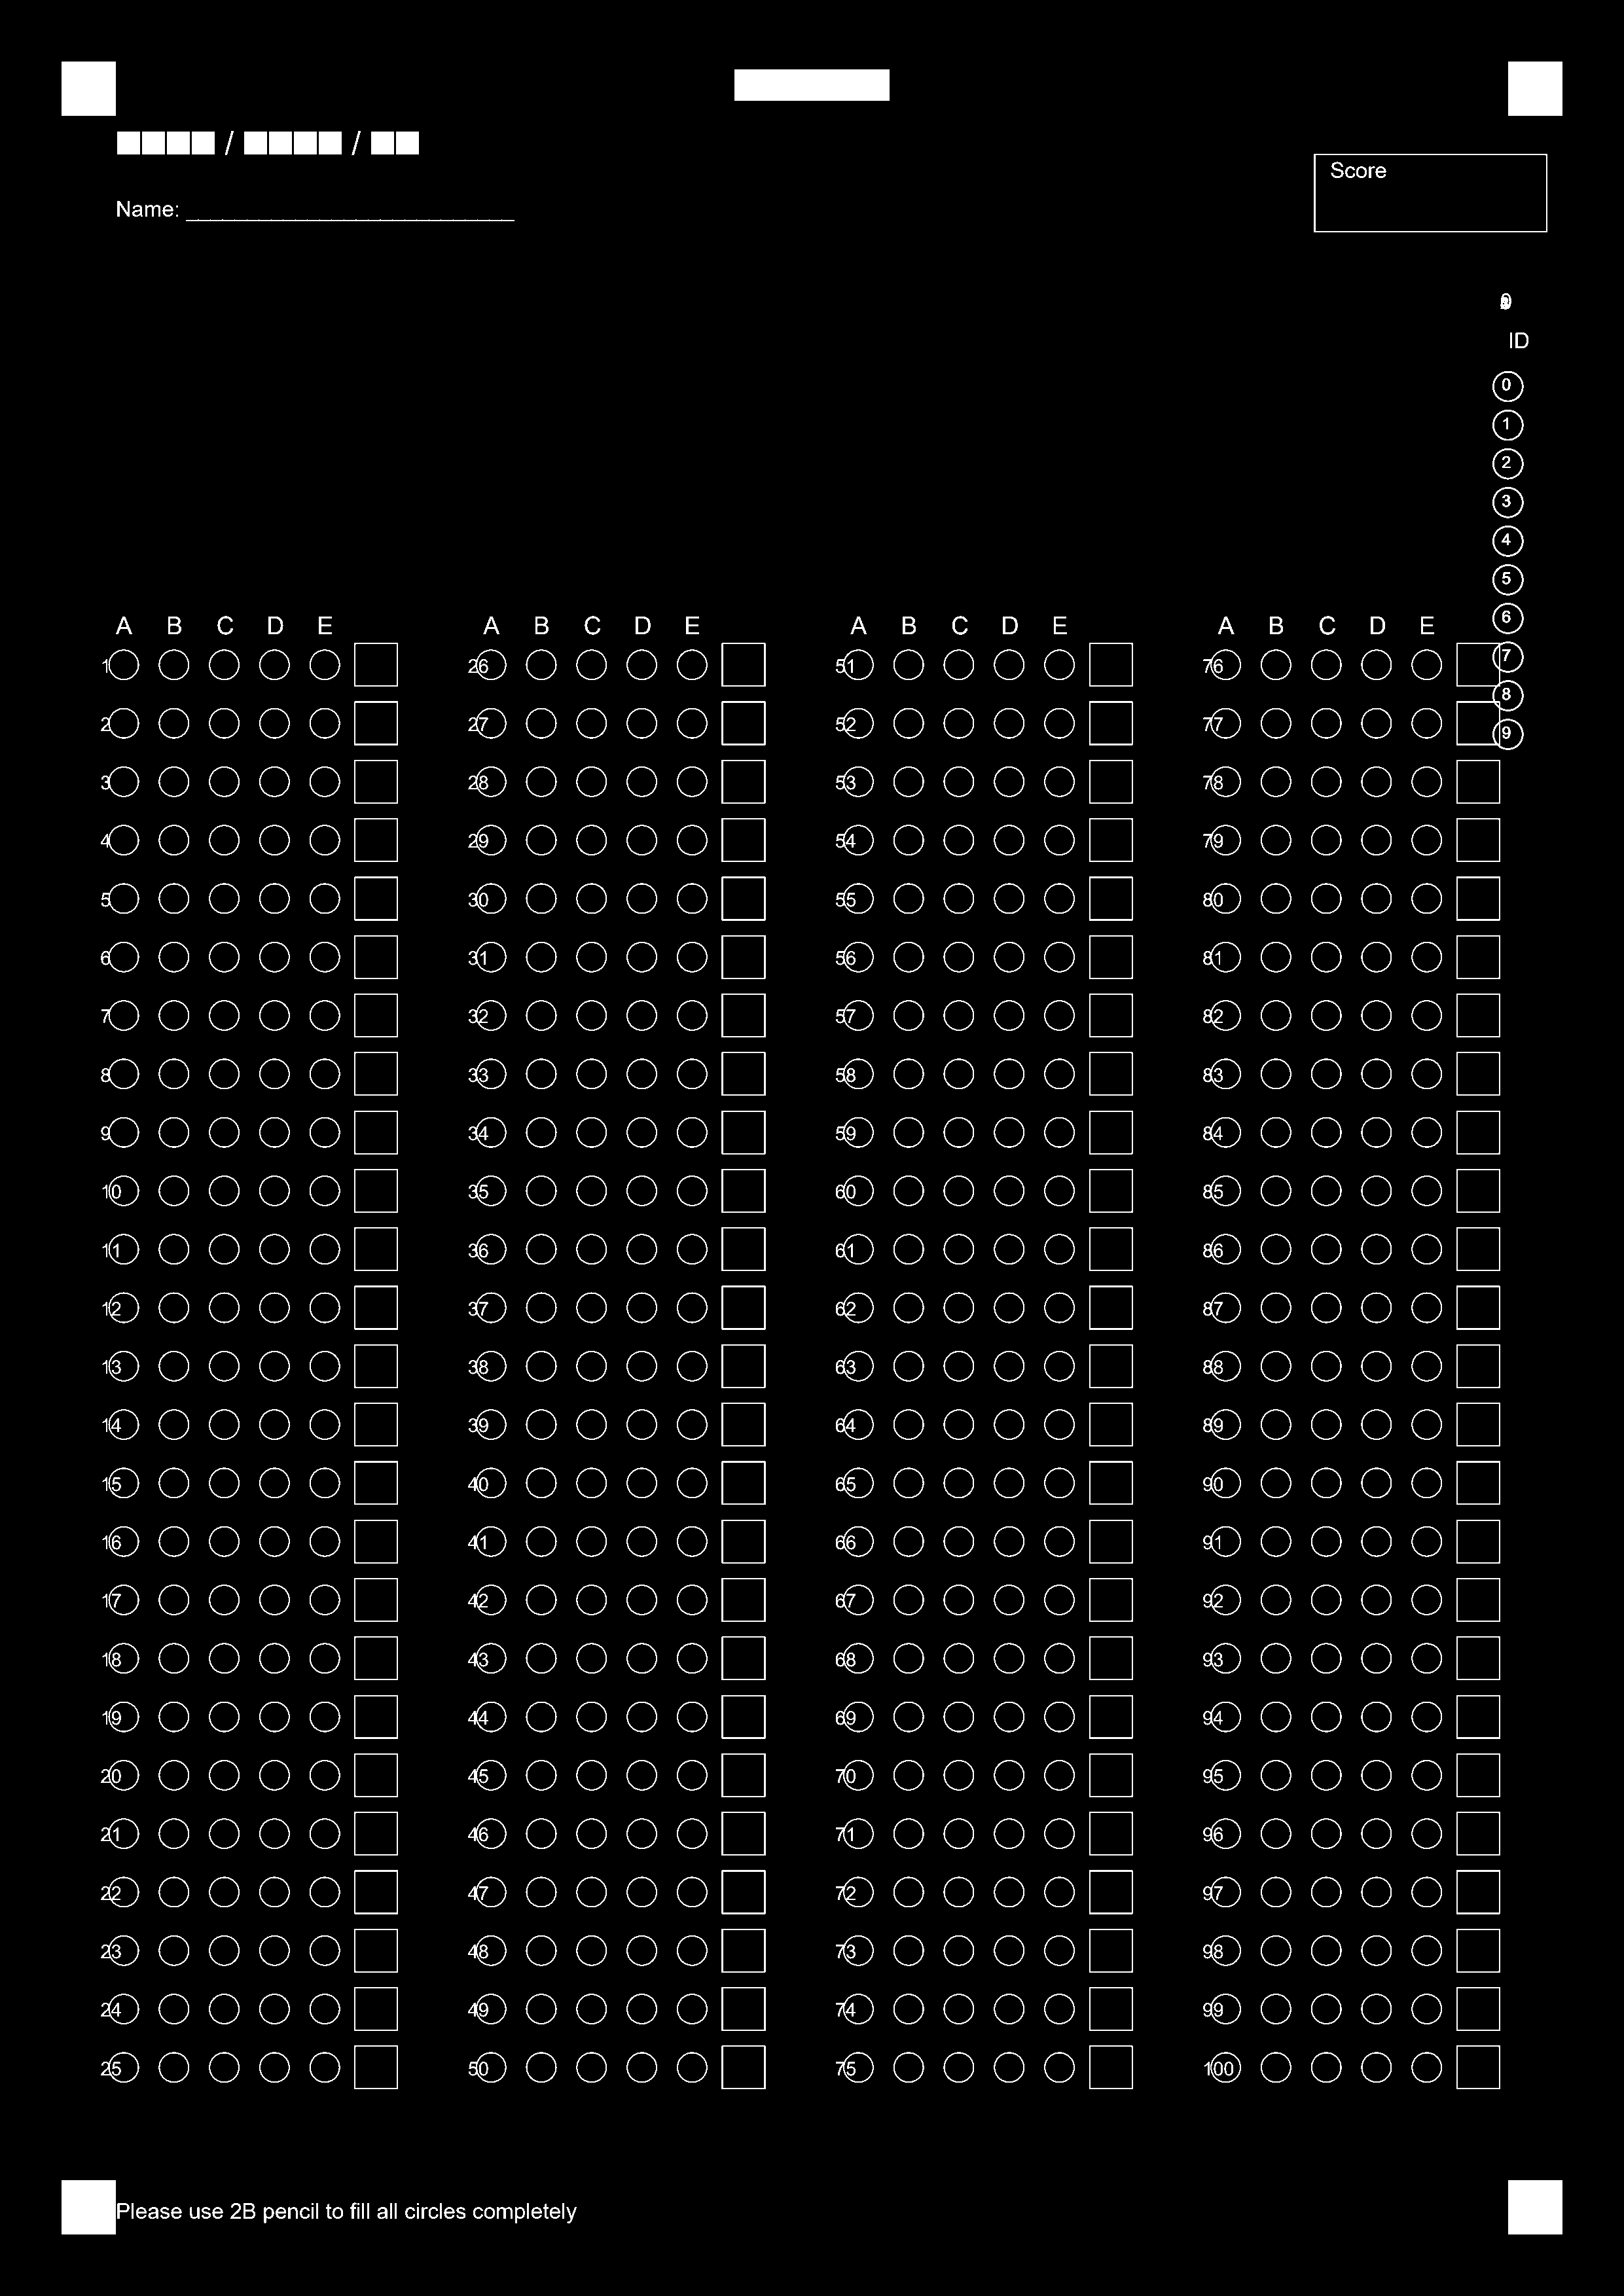 ■■■■ / ■■■■ / ■■
Score
Name: ___________________________
ID
0
1
2
3
4
5
6
7
8
9
A B C D E A B C D E A B C D E A B C D E
1 26 51 76
2 27 52 77
3 28 53 78
4 29 54 79
5 30 55 80
6 31 56 81
7 32 57 82
8 33 58 83
9 34 59 84
10 35 60 85
11 36 61 86
12 37 62 87
13 38 63 88
14 39 64 89
15 40 65 90
16 41 66 91
17 42 67 92
18 43 68 93
19 44 69 94
20 45 70 95
21 46 71 96
22 47 72 97
23 48 73 98
24 49 74 99
25 50 75 100
Please use 2B pencil to fill all circles completely